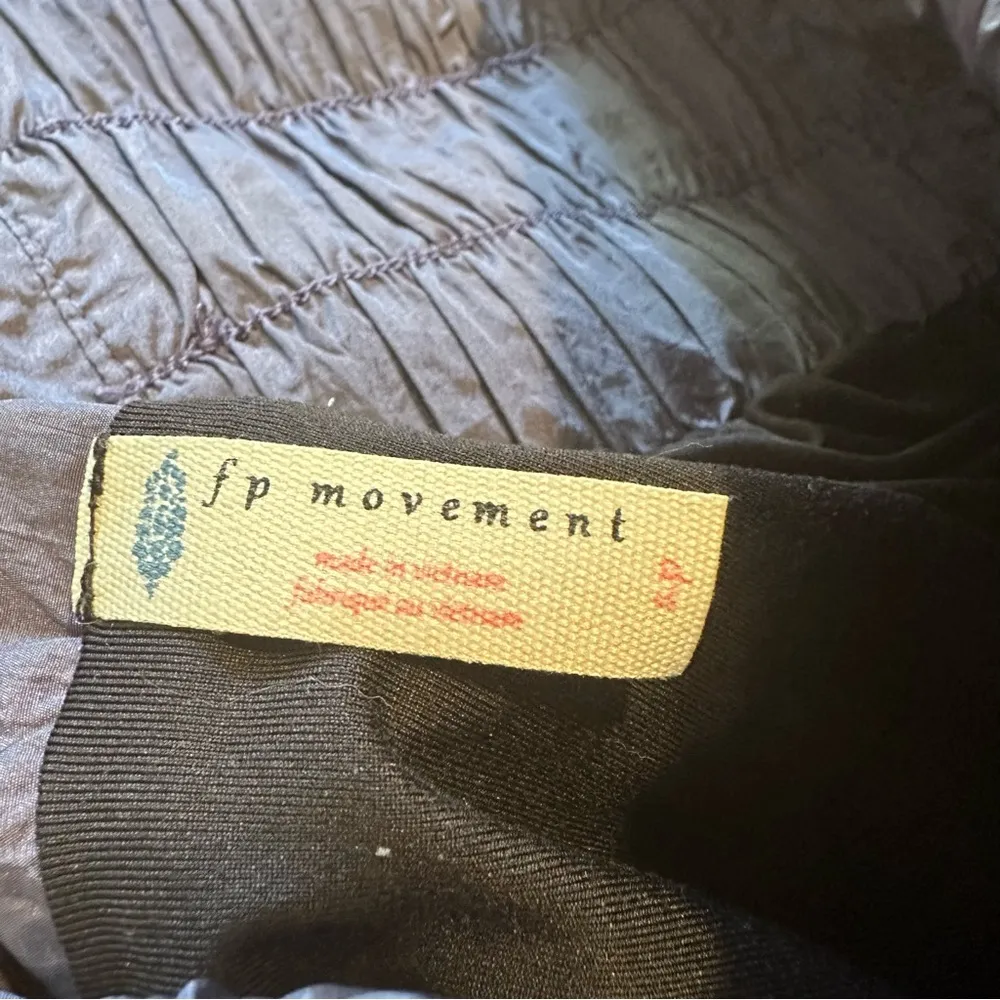 fp movement
made in vietnam
fabriqué au vietnam